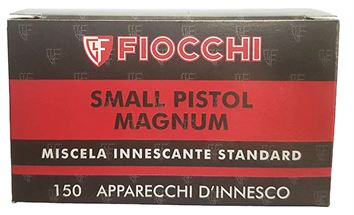 FIOCCHI
SMALL PISTOL
MAGNUM
MISCELA INNESCANTE STANDARD
150 APPARECCHI D'INNESCO